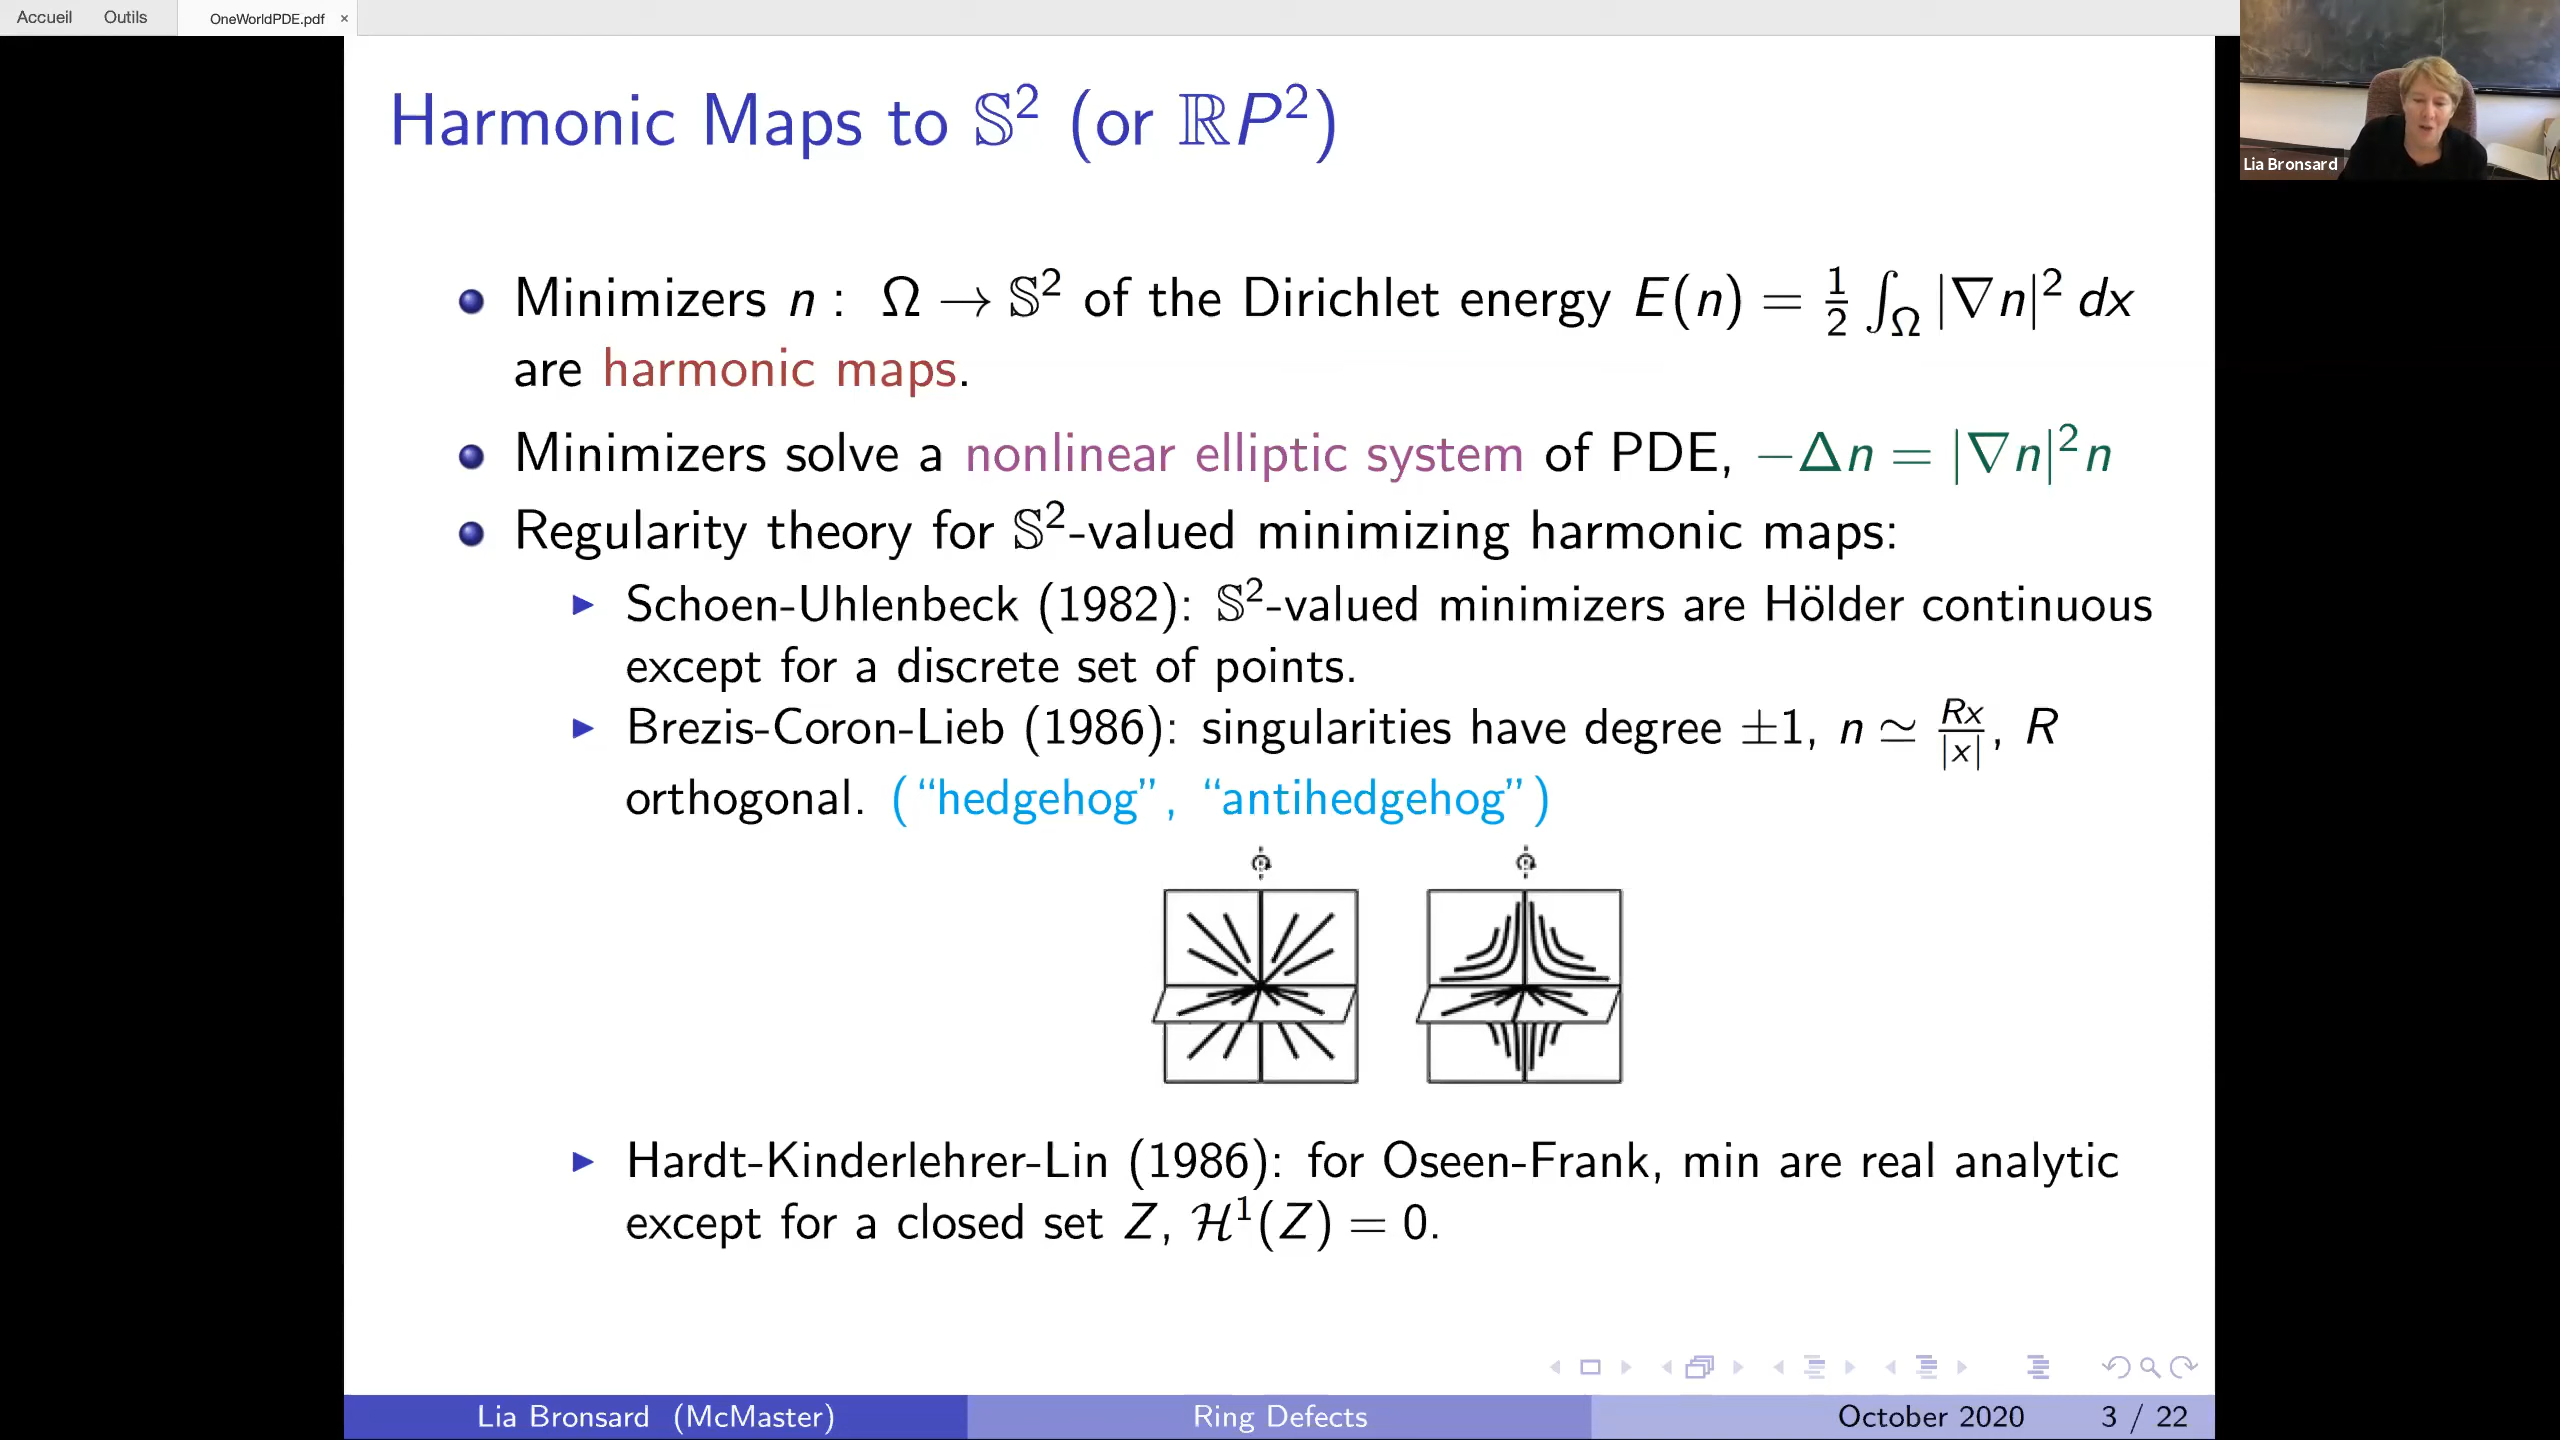 Accueil Outils OneWorldPDE.pdf ×
Harmonic Maps to 𝕊² (or ℝP²)
Lia Bronsard
Minimizers n : Ω → 𝕊² of the Dirichlet energy E(n) = ½ ∫_Ω |∇n|² dx
are harmonic maps.
Minimizers solve a nonlinear elliptic system of PDE, −Δn = |∇n|²n
Regularity theory for 𝕊²-valued minimizing harmonic maps:
Schoen-Uhlenbeck (1982): 𝕊²-valued minimizers are Hölder continuous
except for a discrete set of points.
Brezis-Coron-Lieb (1986): singularities have degree ±1, n ≃ Rx/|x|, R
orthogonal. ("hedgehog", "antihedgehog")
Hardt-Kinderlehrer-Lin (1986): for Oseen-Frank, min are real analytic
except for a closed set Z, ℋ¹(Z) = 0.
Lia Bronsard (McMaster) Ring Defects October 2020 3 / 22